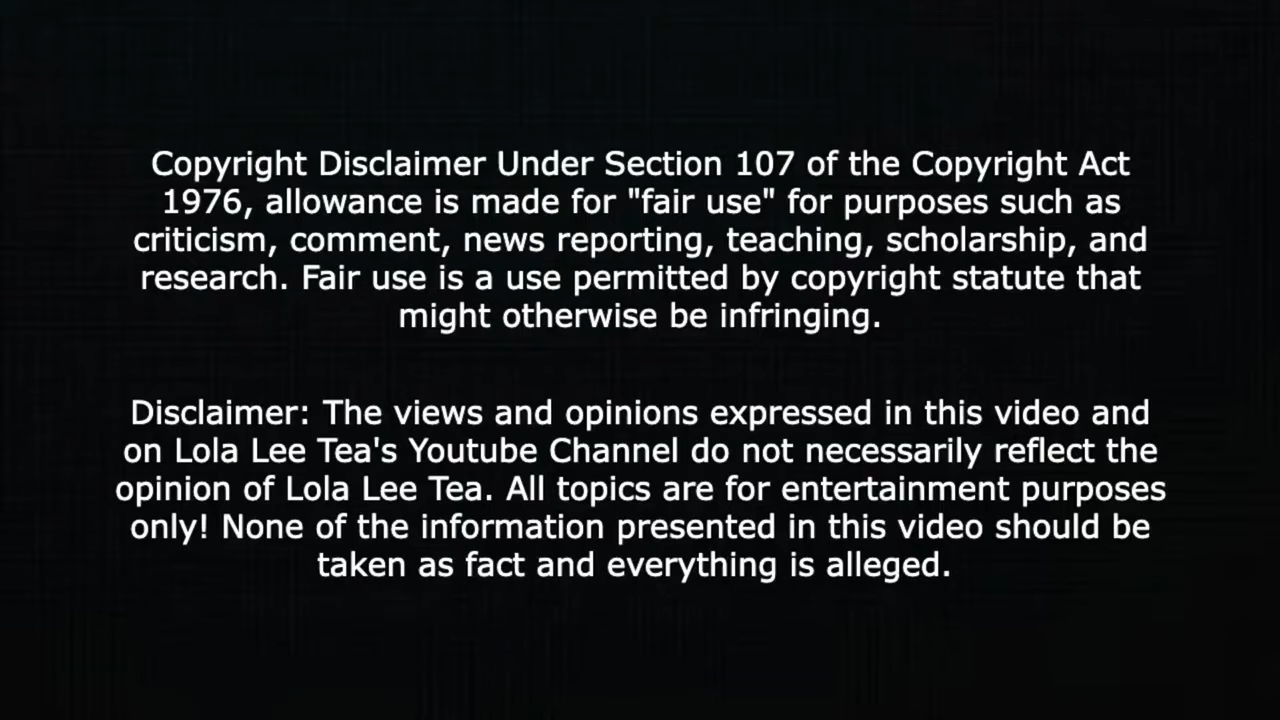 Copyright Disclaimer Under Section 107 of the Copyright Act
1976, allowance is made for "fair use" for purposes such as
criticism, comment, news reporting, teaching, scholarship, and
research. Fair use is a use permitted by copyright statute that
might otherwise be infringing.
Disclaimer: The views and opinions expressed in this video and
on Lola Lee Tea's Youtube Channel do not necessarily reflect the
opinion of Lola Lee Tea. All topics are for entertainment purposes
only! None of the information presented in this video should be
taken as fact and everything is alleged.